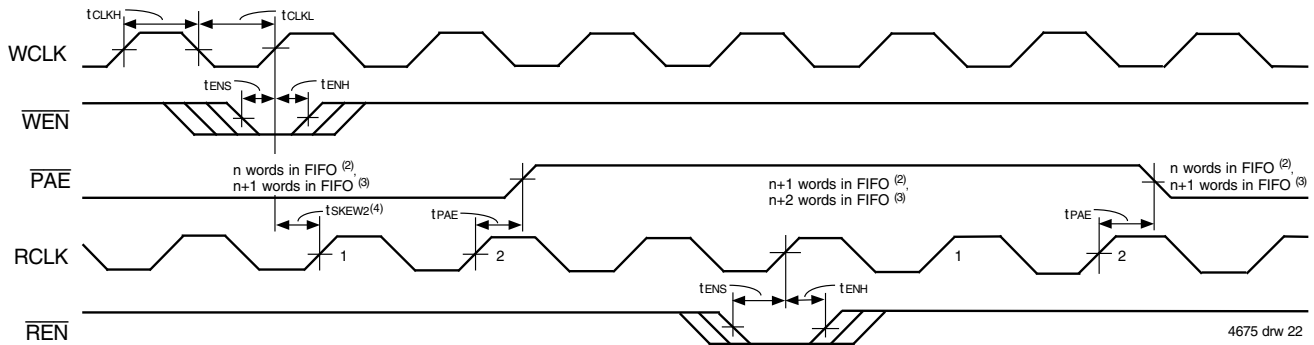 tCLKH tCLKL
WCLK
tENS tENH
WEN
PAE
n words in FIFO (2),
n+1 words in FIFO (3)
n+1 words in FIFO (2),
n+2 words in FIFO (3)
n words in FIFO (2),
n+1 words in FIFO (3)
tSKEW2(4) tPAE tPAE
RCLK 1 2 1 2
tENS tENH
REN
4675 drw 22